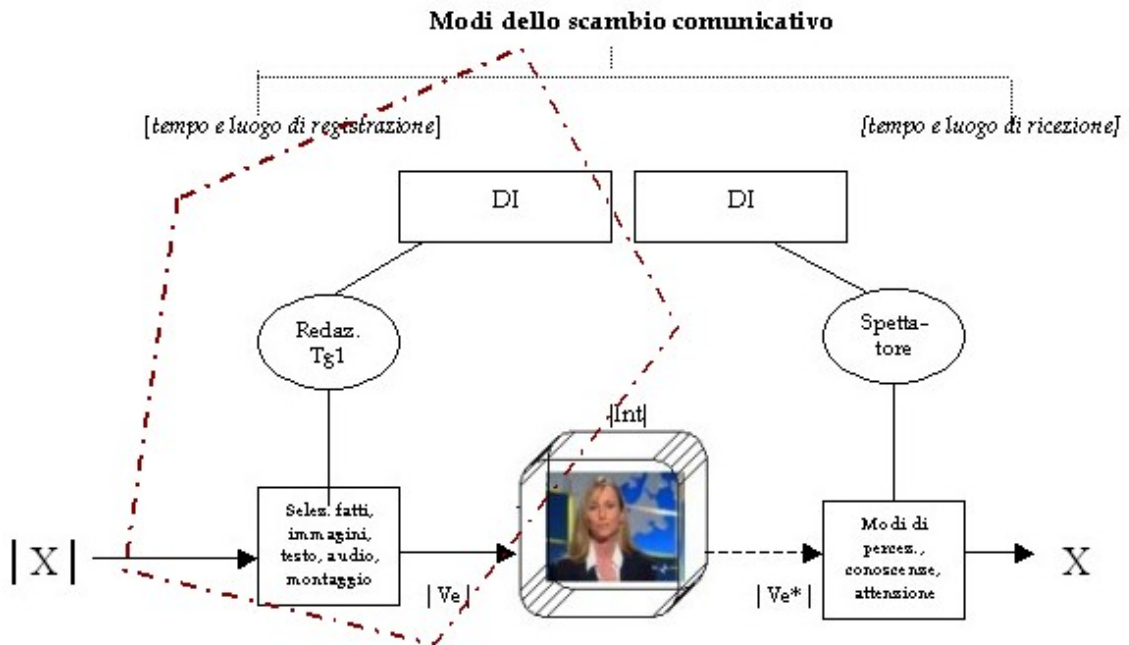 Modi dello scambio comunicativo
[tempo e luogo di registrazione]
[tempo e luogo di ricezione]
DI
DI
Redaz.
Tg1
Spetta-
tore
|Int|
Selez. fatti,
immagini,
testo, audio,
montaggio
Modi di
percez.,
conoscenze,
attenzione
|X|
X
|Ve|
|Ve*|